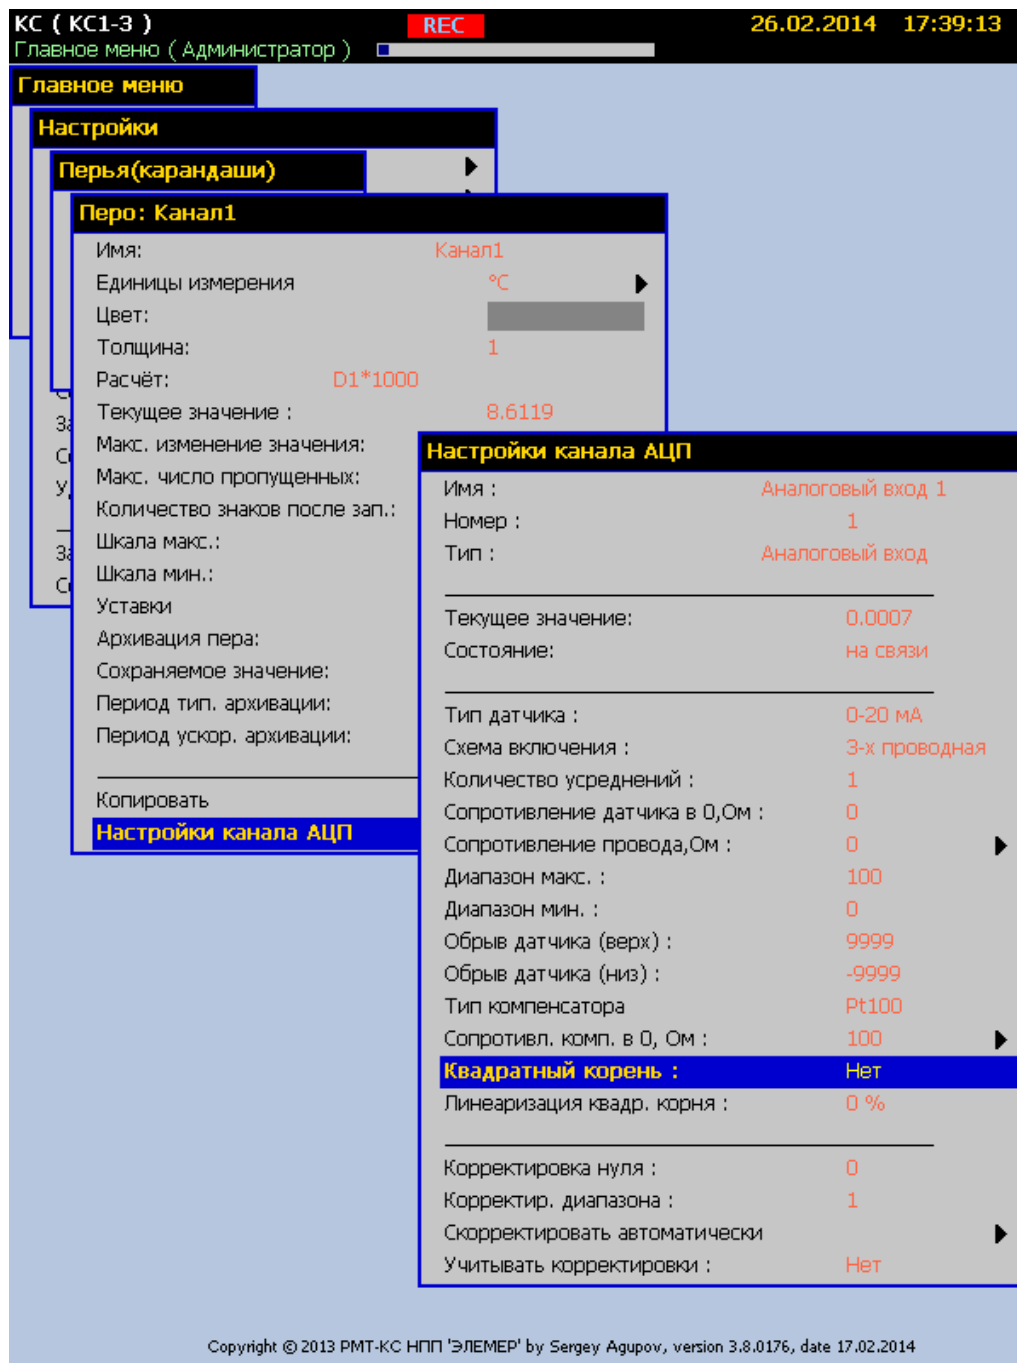 КС ( КС1-3 ) REC 26.02.2014 17:39:13
Главное меню ( Администратор )
Главное меню
Настройки
Перья(карандаши)
Перо: Канал1
Имя: Канал1
Единицы измерения °C
Цвет:
Толщина: 1
Расчёт: D1*1000
Текущее значение : 8.6119
Макс. изменение значения:
Макс. число пропущенных:
Количество знаков после зап.:
Шкала макс.:
Шкала мин.:
Уставки
Архивация пера:
Сохраняемое значение:
Период тип. архивации:
Период ускор. архивации:
Копировать
Настройки канала АЦП
Настройки канала АЦП
Имя : Аналоговый вход 1
Номер : 1
Тип : Аналоговый вход
Текущее значение: 0.0007
Состояние: на связи
Тип датчика : 0-20 мА
Схема включения : 3-х проводная
Количество усреднений : 1
Сопротивление датчика в 0,Ом : 0
Сопротивление провода,Ом : 0
Диапазон макс. : 100
Диапазон мин. : 0
Обрыв датчика (верх) : 9999
Обрыв датчика (низ) : -9999
Тип компенсатора Pt100
Сопротивл. комп. в 0, Ом : 100
Квадратный корень : Нет
Линеаризация квадр. корня : 0 %
Корректировка нуля : 0
Корректир. диапазона : 1
Скорректировать автоматически
Учитывать корректировки : Нет
Copyright © 2013 РМТ-КС НПП 'ЭЛЕМЕР' by Sergey Agupov, version 3.8.0176, date 17.02.2014